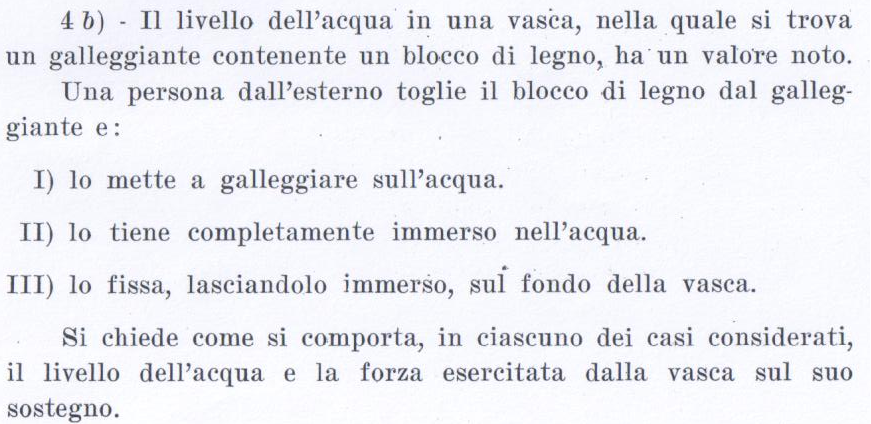 4 b) - Il livello dell'acqua in una vasca, nella quale si trova
un galleggiante contenente un blocco di legno, ha un valore noto.
Una persona dall'esterno toglie il blocco di legno dal galleg-
giante e:
I) lo mette a galleggiare sull'acqua.
II) lo tiene completamente immerso nell'acqua.
III) lo fissa, lasciandolo immerso, sul fondo della vasca.
Si chiede come si comporta, in ciascuno dei casi considerati,
il livello dell'acqua e la forza esercitata dalla vasca sul suo
sostegno.